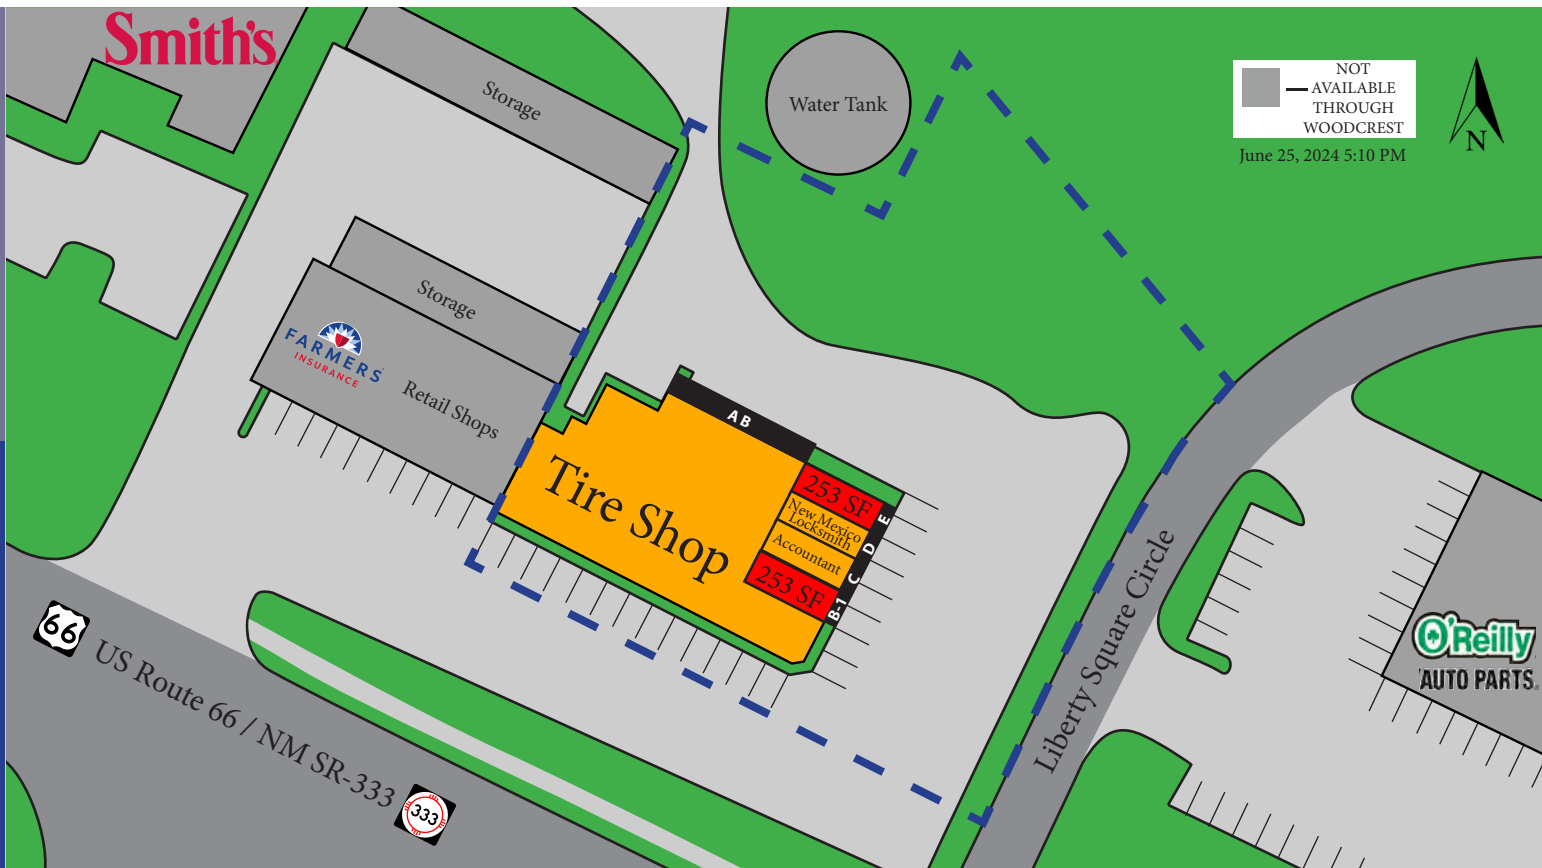 Smith's
Storage
Water Tank
NOT
AVAILABLE
THROUGH
WOODCREST
June 25, 2024 5:10 PM
N
Storage
FARMERS
INSURANCE
Retail Shops
A B
Tire Shop
253 SF
E
New Mexico
Locksmith
D
Accountant
C
253 SF
B-1
Liberty Square Circle
O'Reilly
AUTO PARTS
66
US Route 66 / NM SR-333
333